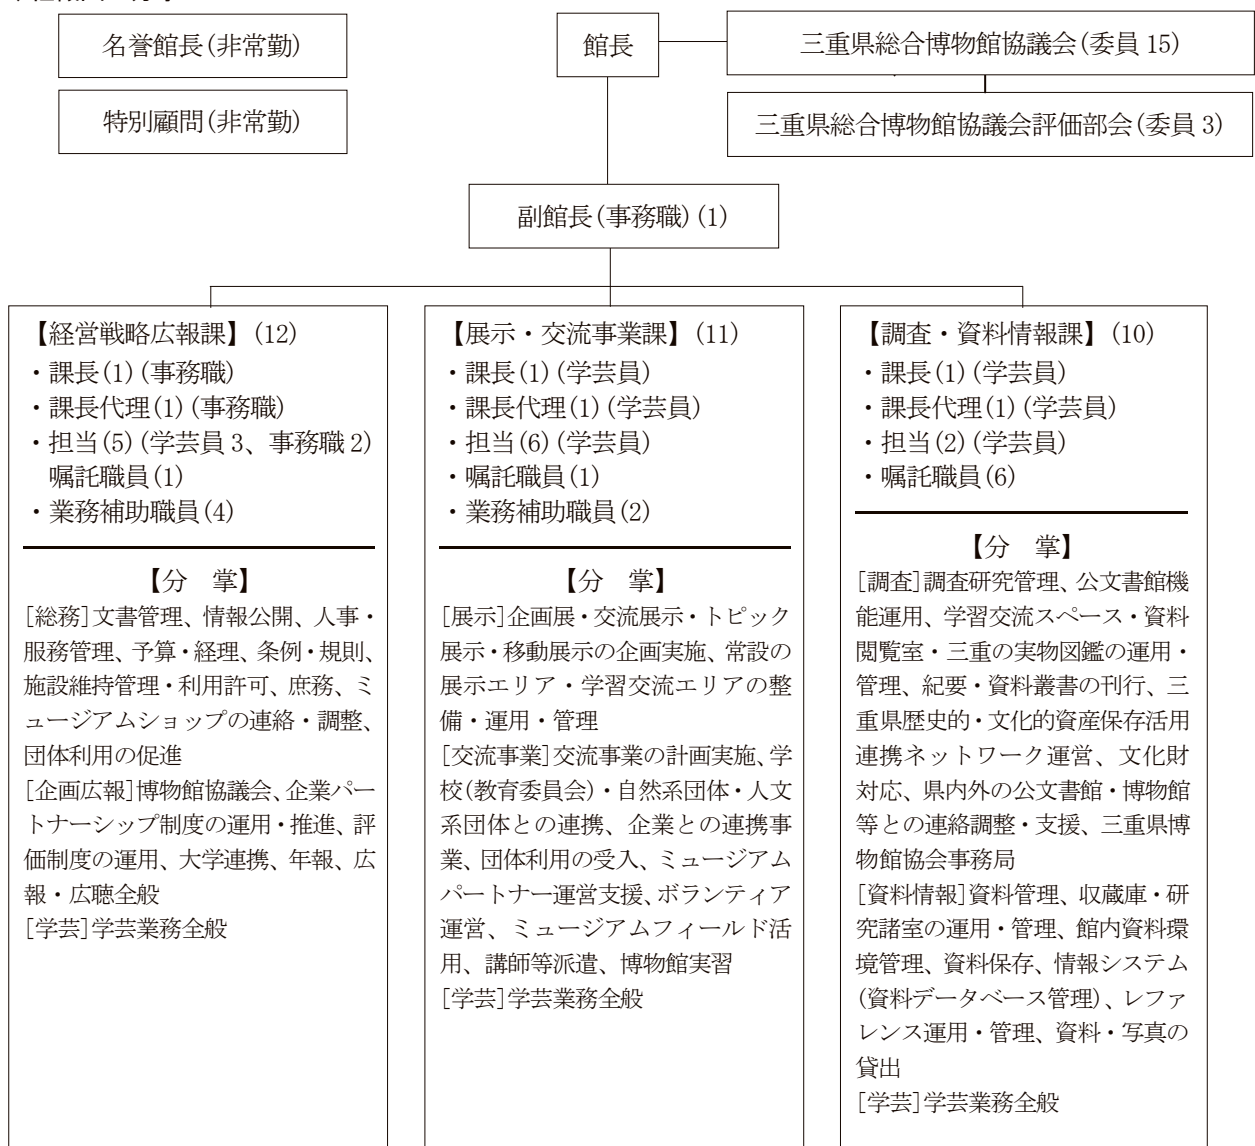 名誉館長(非常勤)
特別顧問(非常勤)
館長
三重県総合博物館協議会(委員 15)
三重県総合博物館協議会評価部会(委員 3)
副館長(事務職)(1)
【経営戦略広報課】(12)
・課長(1)(事務職)
・課長代理(1)(事務職)
・担当(5)(学芸員 3、事務職 2)
嘱託職員(1)
・業務補助職員(4)
【分 掌】
[総務]文書管理、情報公開、人事・
服務管理、予算・経理、条例・規則、
施設維持管理・利用許可、庶務、ミ
ュージアムショップの連絡・調整、
団体利用の促進
[企画広報]博物館協議会、企業パー
トナーシップ制度の運用・推進、評
価制度の運用、大学連携、年報、広
報・広聴全般
[学芸]学芸業務全般
【展示・交流事業課】(11)
・課長(1)(学芸員)
・課長代理(1)(学芸員)
・担当(6)(学芸員)
・嘱託職員(1)
・業務補助職員(2)
【分 掌】
[展示]企画展・交流展示・トピック
展示・移動展示の企画実施、常設の
展示エリア・学習交流エリアの整
備・運用・管理
[交流事業]交流事業の計画実施、学
校(教育委員会)・自然系団体・人文
系団体との連携、企業との連携事
業、団体利用の受入、ミュージアム
パートナー運営支援、ボランティア
運営、ミュージアムフィールド活
用、講師等派遣、博物館実習
[学芸]学芸業務全般
【調査・資料情報課】(10)
・課長(1)(学芸員)
・課長代理(1)(学芸員)
・担当(2)(学芸員)
・嘱託職員(6)
【分 掌】
[調査]調査研究管理、公文書館機
能運用、学習交流スペース・資料
閲覧室・三重の実物図鑑の運用・
管理、紀要・資料叢書の刊行、三
重県歴史的・文化的資産保存活用
連携ネットワーク運営、文化財
対応、県内外の公文書館・博物館
等との連絡調整・支援、三重県博
物館協会事務局
[資料情報]資料管理、収蔵庫・研
究諸室の運用・管理、館内資料環
境管理、資料保存、情報システム
(資料データベース管理)、レファ
レンス運用・管理、資料・写真の
貸出
[学芸]学芸業務全般